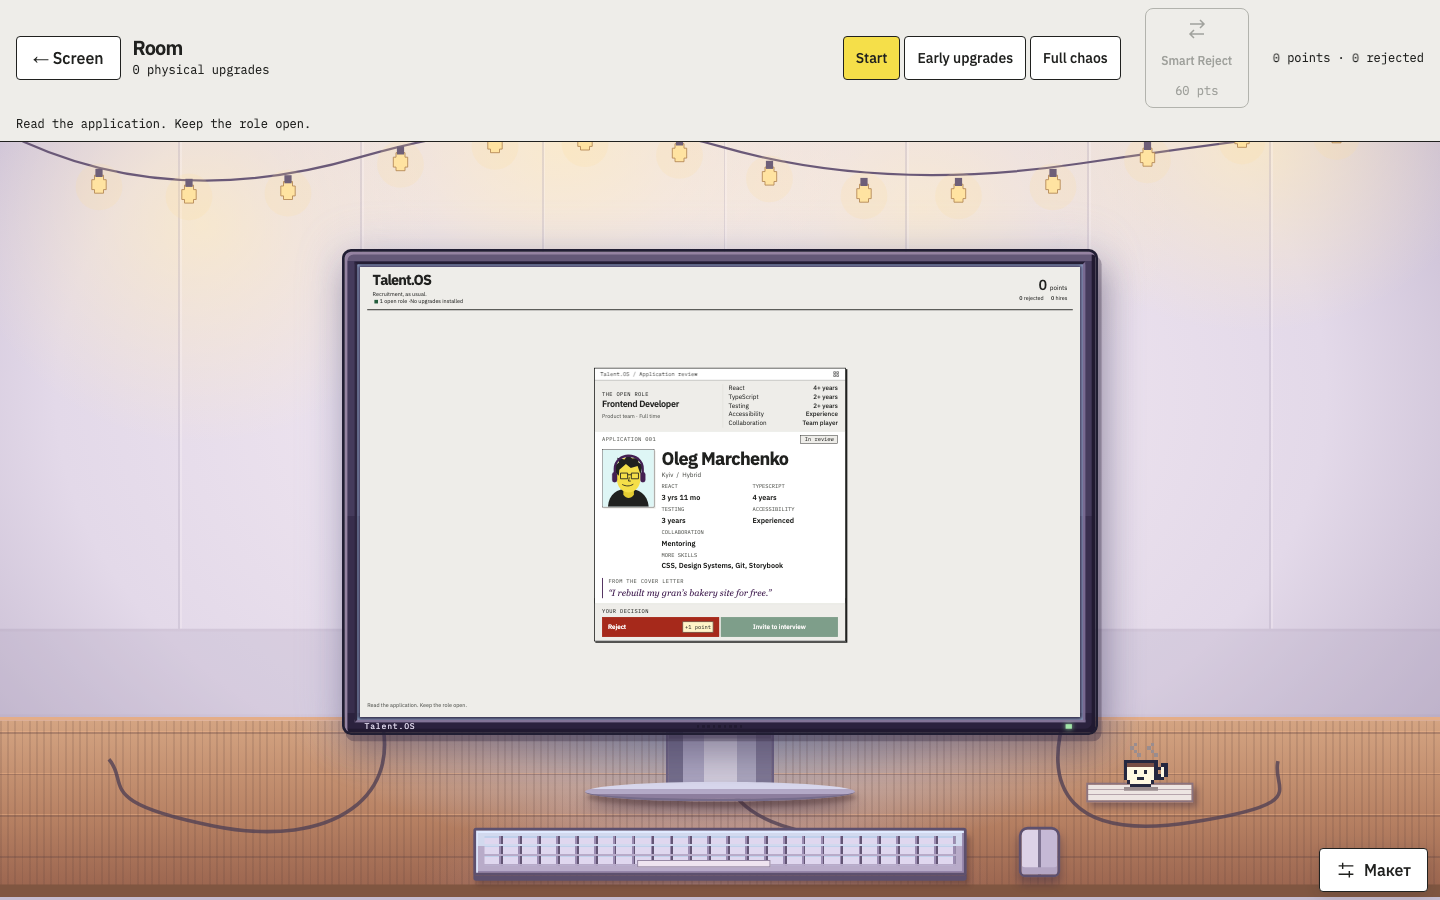 ← Screen
Room
0 physical upgrades
Start
Early upgrades
Full chaos
Smart Reject
60 pts
0 points · 0 rejected
Read the application. Keep the role open.
Talent.OS
Recruitment, as usual.
1 open role ·No upgrades installed
0 points
0 rejected 0 hires
Talent.OS / Application review
THE OPEN ROLE
Frontend Developer
Product team · Full time
React 4+ years
TypeScript 2+ years
Testing 2+ years
Accessibility Experience
Collaboration Team player
APPLICATION 001
In review
Oleg Marchenko
Kyiv / Hybrid
REACT TYPESCRIPT
3 yrs 11 mo 4 years
TESTING ACCESSIBILITY
3 years Experienced
COLLABORATION
Mentoring
MORE SKILLS
CSS, Design Systems, Git, Storybook
FROM THE COVER LETTER
“I rebuilt my gran’s bakery site for free.”
YOUR DECISION
Reject +1 point Invite to interview
Read the application. Keep the role open.
Talent.OS
Макет